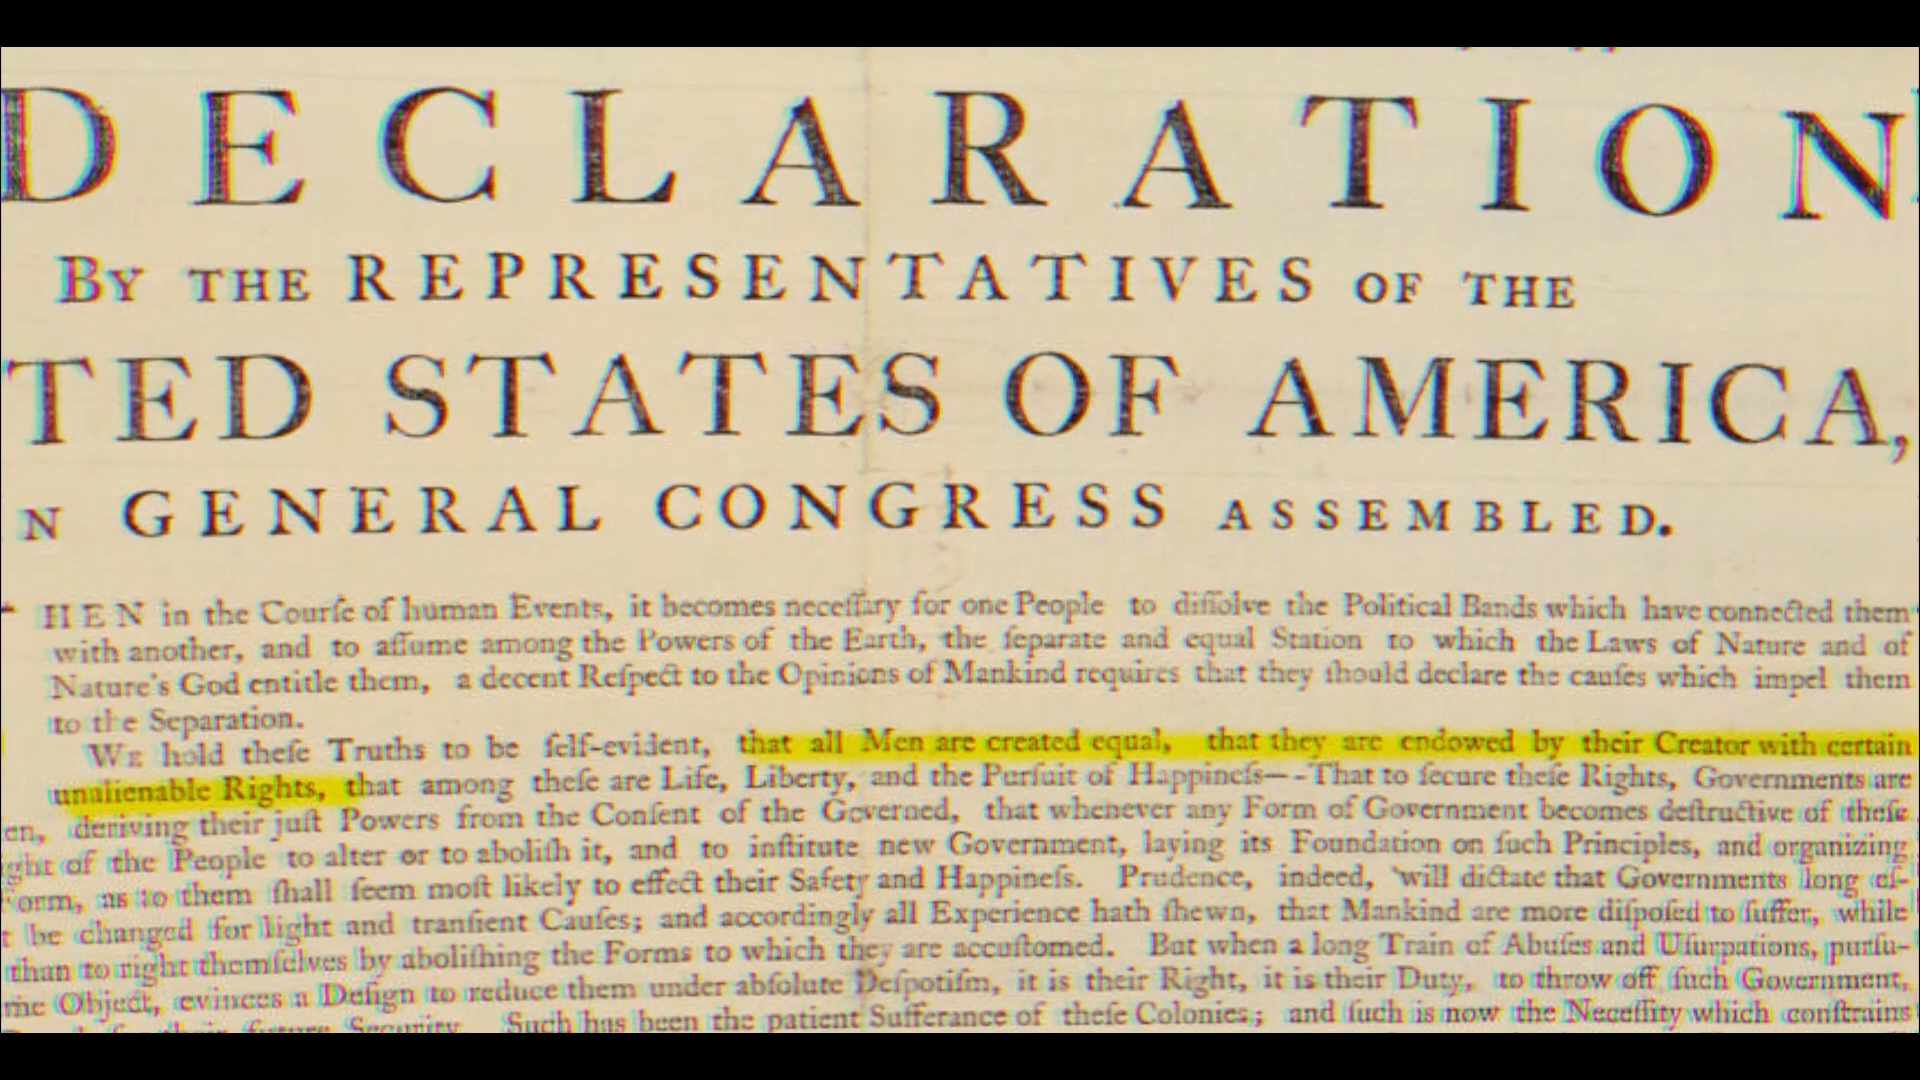 DECLARATION
By THE REPRESENTATIVES OF THE
TED STATES OF AMERICA,
N GENERAL CONGRESS ASSEMBLED.
HEN in the Courſe of human Events, it becomes neceſſary for one People to diſſolve the Political Bands which have connected them
with another, and to aſſume among the Powers of the Earth, the ſeparate and equal Station to which the Laws of Nature and of
Nature's God entitle them, a decent Reſpect to the Opinions of Mankind requires that they ſhould declare the cauſes which impel them
to the Separation.
WE hold theſe Truths to be ſelf-evident, that all Men are created equal, that they are endowed by their Creator with certain
unalienable Rights, that among theſe are Life, Liberty, and the Purſuit of Happineſs--That to ſecure theſe Rights, Governments are
en, deriving their juſt Powers from the Conſent of the Governed, that whenever any Form of Government becomes deſtructive of theſe
ght of the People to alter or to aboliſh it, and to inſtitute new Government, laying its Foundation on ſuch Principles, and organizing
orm, as to them ſhall ſeem moſt likely to effect their Safety and Happineſs. Prudence, indeed, will dictate that Governments long eſ-
t be changed for light and tranſient Cauſes; and accordingly all Experience hath ſhewn, that Mankind are more diſpoſed to ſuffer, while
than to right themſelves by aboliſhing the Forms to which they are accuſtomed. But when a long Train of Abuſes and Uſurpations, purſu-
me Object, evinces a Deſign to reduce them under abſolute Deſpotiſm, it is their Right, it is their Duty, to throw off ſuch Government,
their future Security. Such has been the patient Sufferance of theſe Colonies; and ſuch is now the Neceſſity which conſtrains